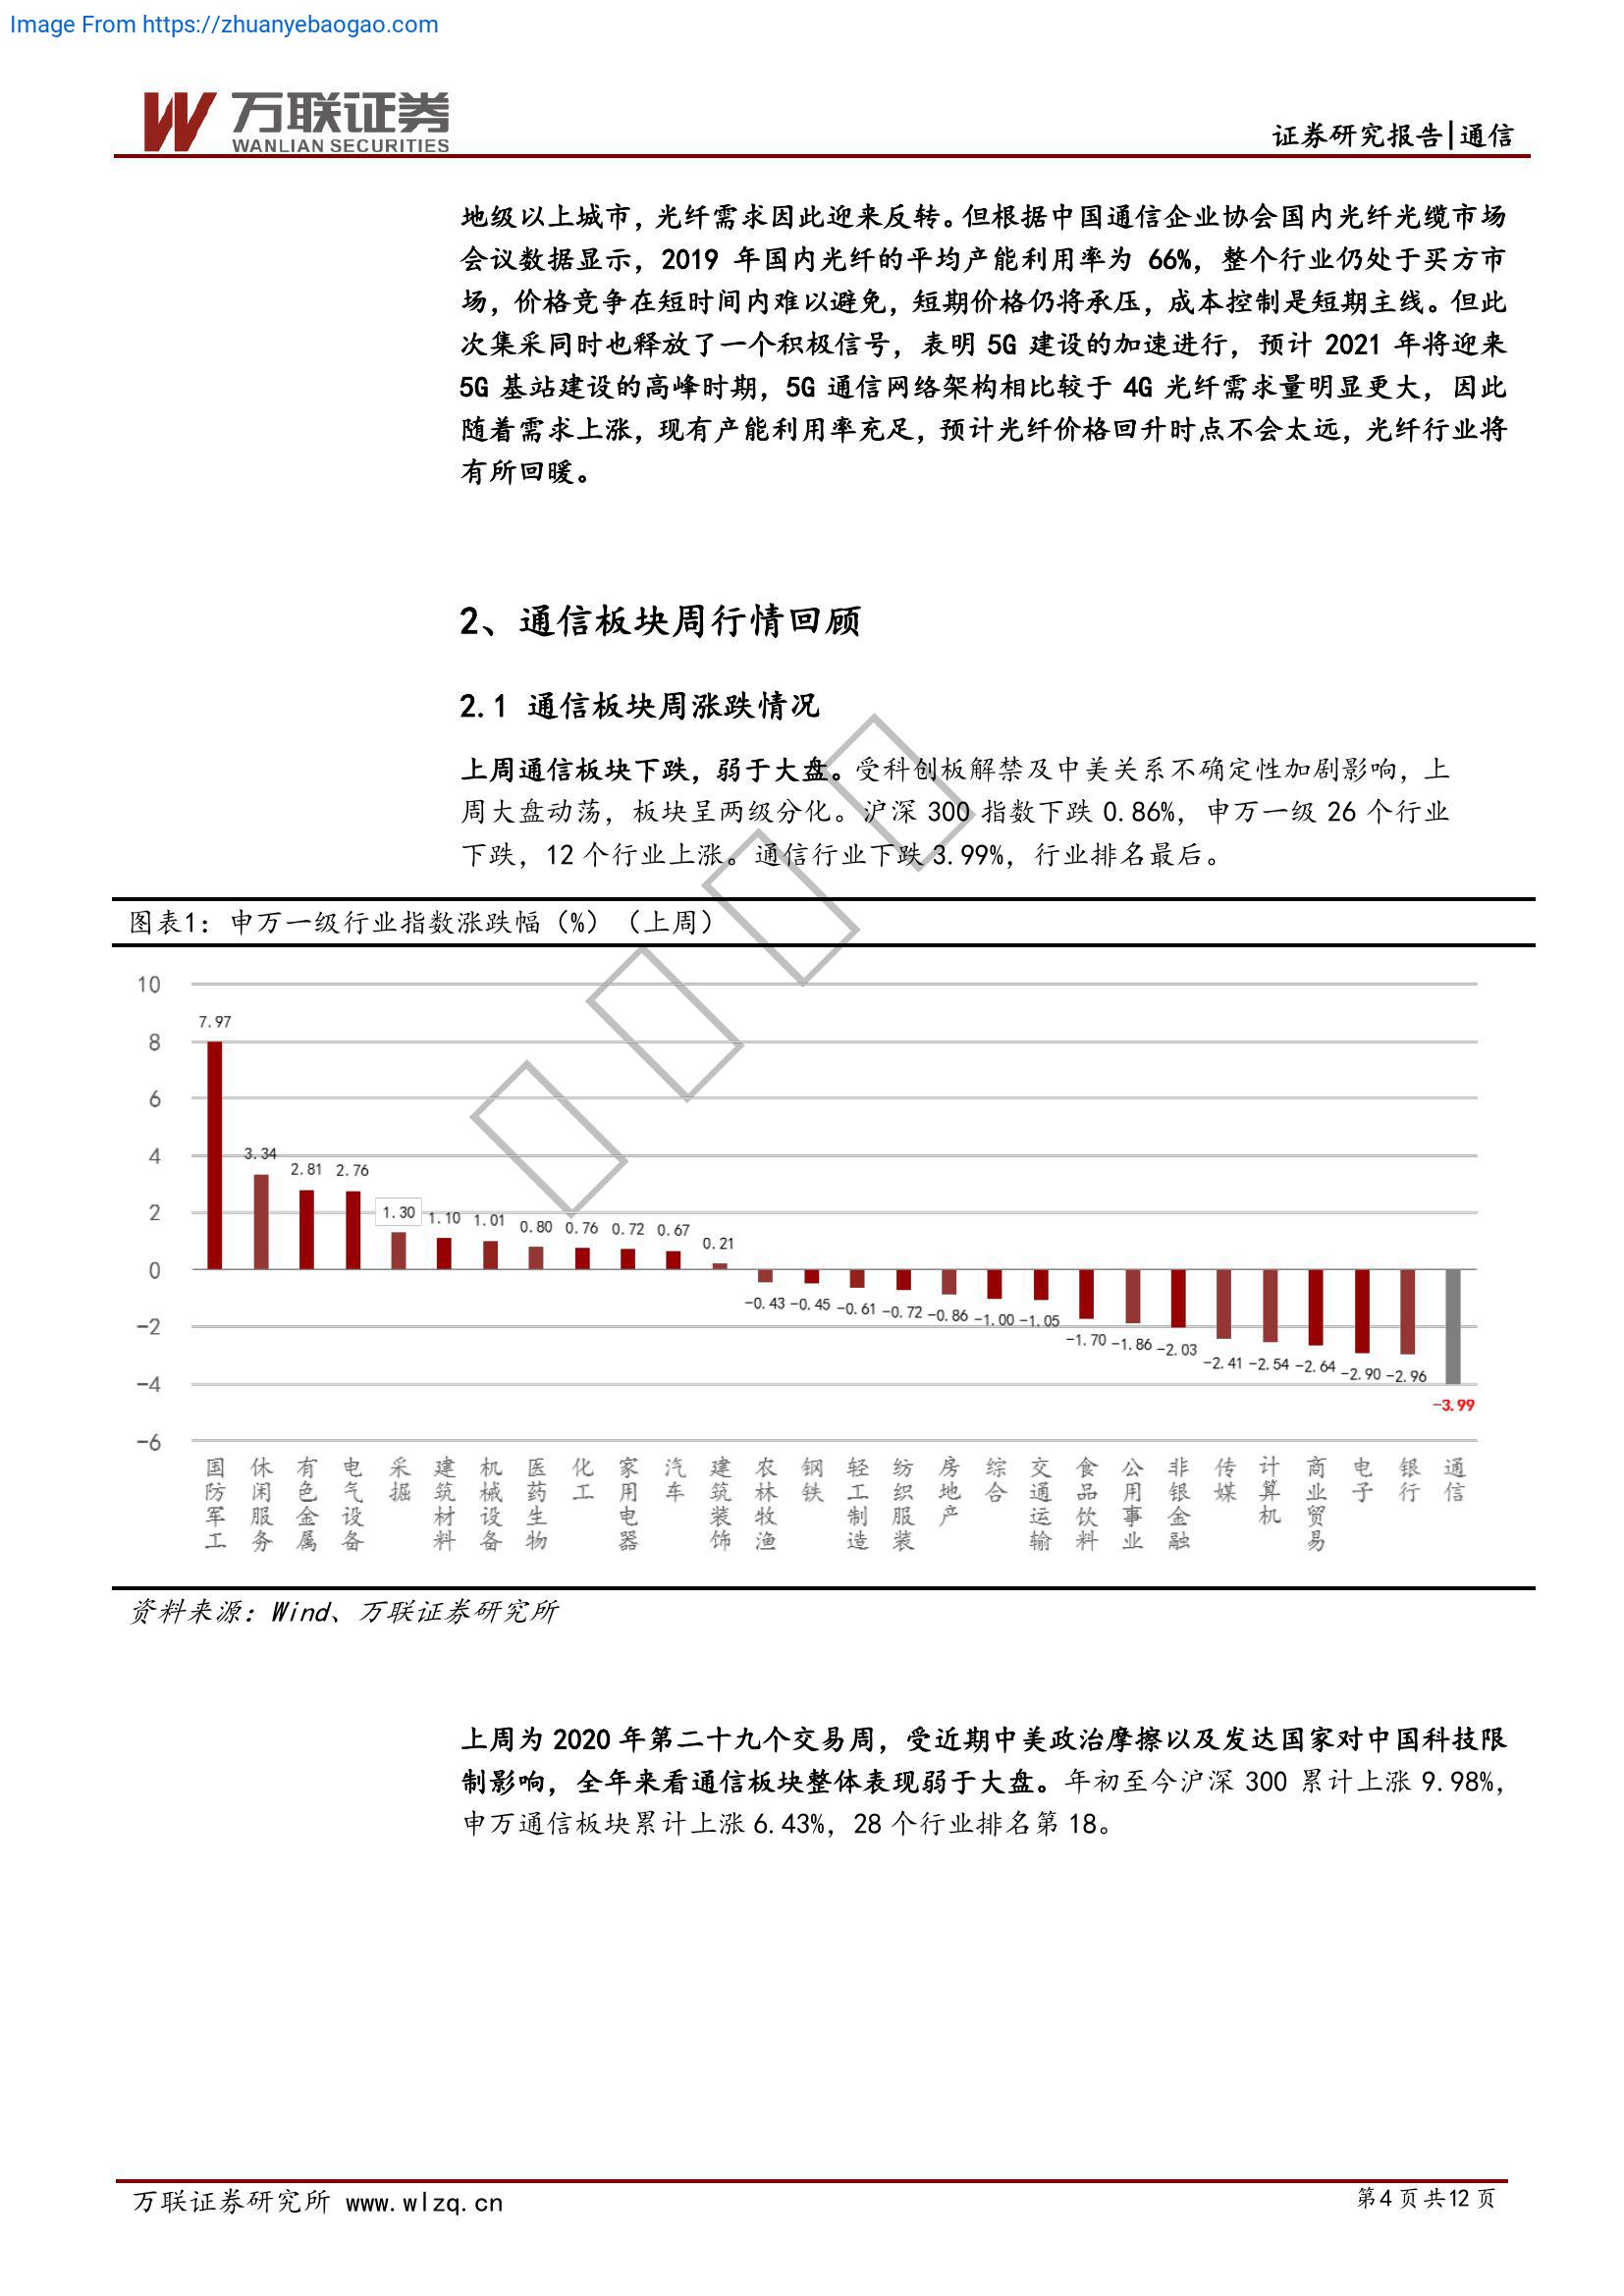 Image From https://zhuanyebaogao.com
万联证券
WANLIAN SECURITIES
证券研究报告|通信
地级以上城市，光纤需求因此迎来反转。但根据中国通信企业协会国内光纤光缆市场
会议数据显示，2019 年国内光纤的平均产能利用率为 66%，整个行业仍处于买方市
场，价格竞争在短时间内难以避免，短期价格仍将承压，成本控制是短期主线。但此
次集采同时也释放了一个积极信号，表明 5G 建设的加速进行，预计 2021 年将迎来
5G 基站建设的高峰时期，5G 通信网络架构相比较于 4G 光纤需求量明显更大，因此
随着需求上涨，现有产能利用率充足，预计光纤价格回升时点不会太远，光纤行业将
有所回暖。
2、通信板块周行情回顾
2.1 通信板块周涨跌情况
上周通信板块下跌，弱于大盘。受科创板解禁及中美关系不确定性加剧影响，上
周大盘动荡，板块呈两级分化。沪深 300 指数下跌 0.86%，申万一级 26 个行业
下跌，12 个行业上涨。通信行业下跌 3.99%，行业排名最后。
图表1：申万一级行业指数涨跌幅（%）（上周）
10
8
6
4
2
0
-2
-4
-6
7.97
3.34
2.81
2.76
1.30
1.10
1.01
0.80
0.76
0.72
0.67
0.21
-0.43
-0.45
-0.61
-0.72
-0.86
-1.00
-1.05
-1.70
-1.86
-2.03
-2.41
-2.54
-2.64
-2.90
-2.96
-3.99
国防军工
休闲服务
有色金属
电气设备
采掘
建筑材料
机械设备
医药生物
化工
家用电器
汽车
建筑装饰
农林牧渔
钢铁
轻工制造
纺织服装
房地产
综合
交通运输
食品饮料
公用事业
非银金融
传媒
计算机
商业贸易
电子
银行
通信
资料来源：Wind、万联证券研究所
上周为 2020 年第二十九个交易周，受近期中美政治摩擦以及发达国家对中国科技限
制影响，全年来看通信板块整体表现弱于大盘。年初至今沪深 300 累计上涨 9.98%，
申万通信板块累计上涨 6.43%，28 个行业排名第 18。
万联证券研究所 www.wlzq.cn
第4 页共12 页